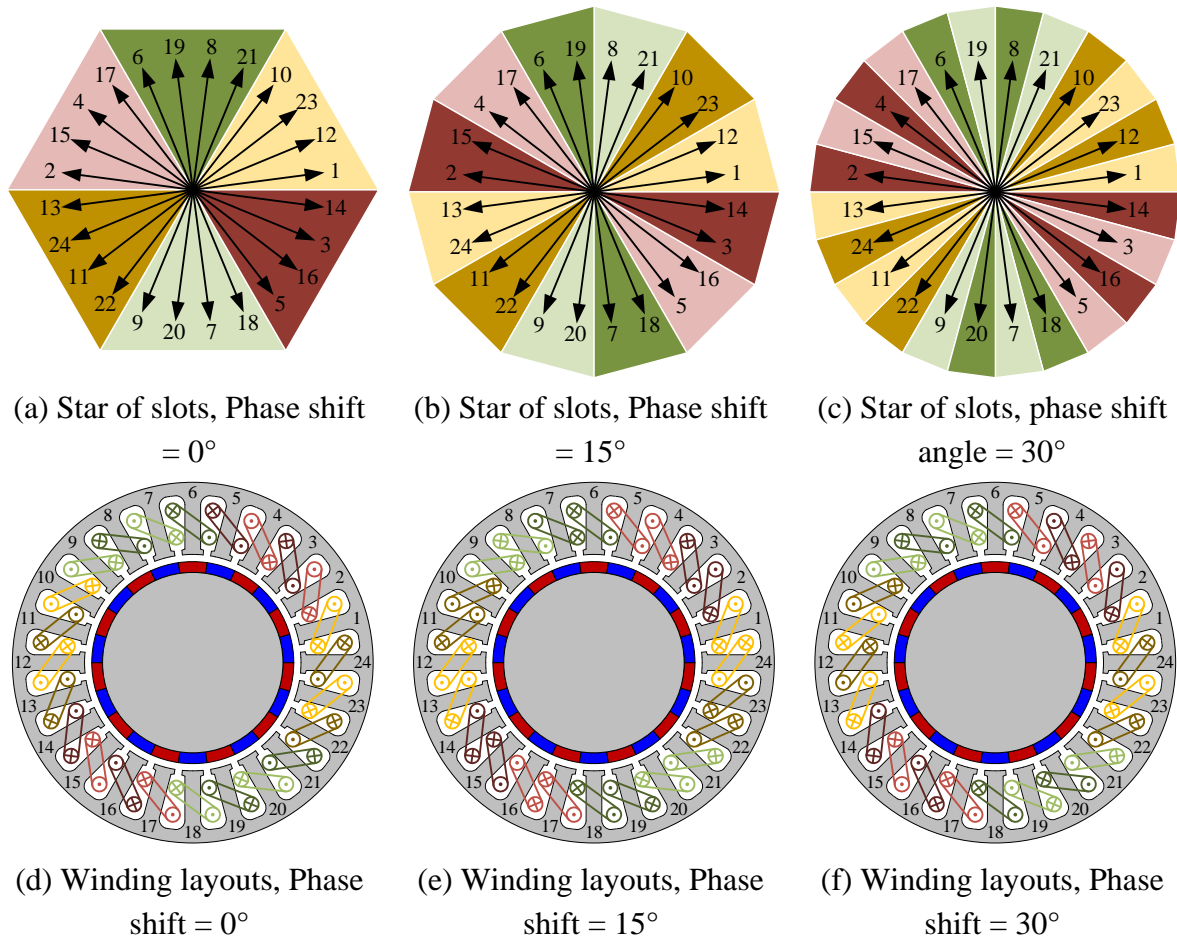 19 8
6 21
17 10
4 23
15 12
2 1
13 14
24 3
11 16
22 5
9 20 7 18
(a) Star of slots, Phase shift
= 0°
6 19 8 21
17 10
4 23
15 12
2 1
13 14
24 3
11 16
22 5
9 20 7 18
(b) Star of slots, Phase shift
= 15°
6 19 8 21
17 10
4 23
15 12
2 1
13 14
24 3
11 16
22 5
9 20 7 18
(c) Star of slots, phase shift
angle = 30°
7 6 5
8 4
9 3
10 2
11 1
12 24
13 23
14 22
15 21
16 20
17 18 19
(d) Winding layouts, Phase
shift = 0°
7 6 5
8 4
9 3
10 2
11 1
12 24
13 23
14 22
15 21
16 20
17 18 19
(e) Winding layouts, Phase
shift = 15°
7 6 5
8 4
9 3
10 2
11 1
12 24
13 23
14 22
15 21
16 20
17 18 19
(f) Winding layouts, Phase
shift = 30°